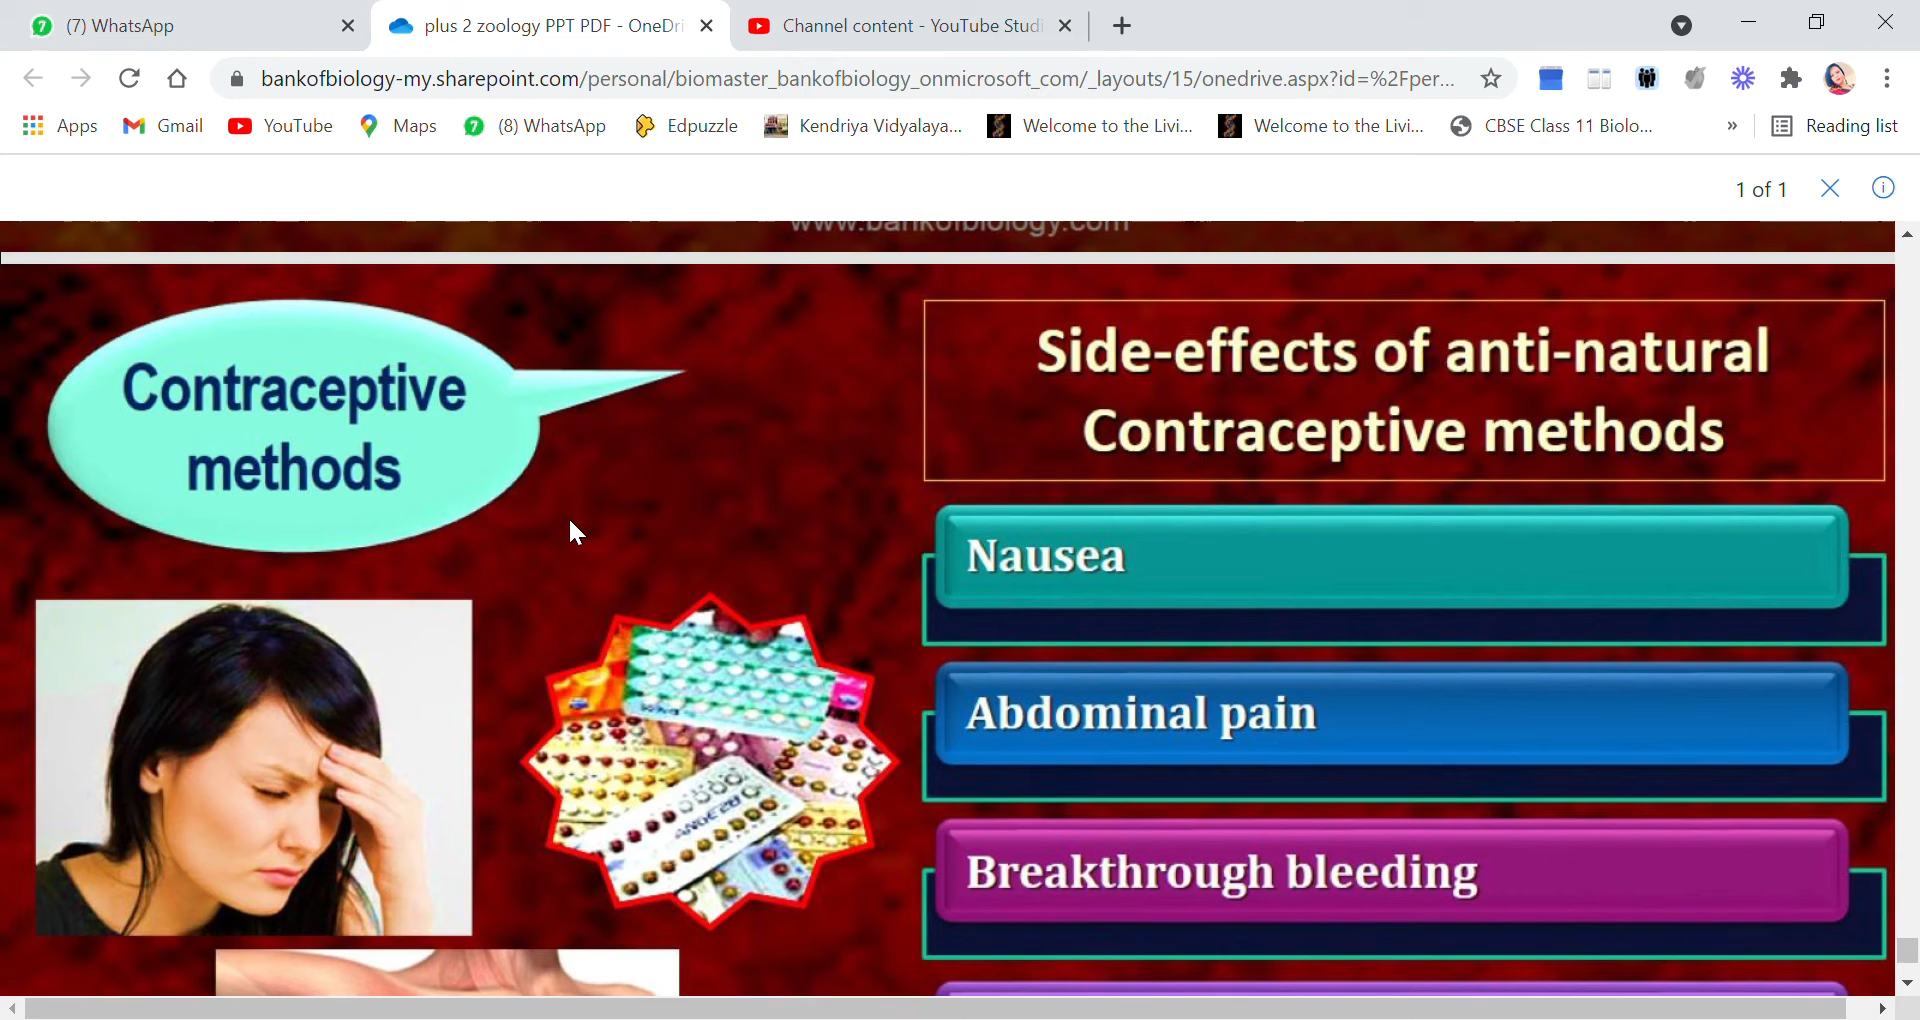 (7) WhatsApp
plus 2 zoology PPT PDF - OneDri
Channel content - YouTube Studi
bankofbiology-my.sharepoint.com/personal/biomaster_bankofbiology_onmicrosoft_com/_layouts/15/onedrive.aspx?id=%2Fper...
Apps
Gmail
YouTube
Maps
(8) WhatsApp
Edpuzzle
Kendriya Vidyalaya...
Welcome to the Livi...
Welcome to the Livi...
CBSE Class 11 Biolo...
»
Reading list
1 of 1
www.bankofbiology.com
Contraceptive
methods
Side-effects of anti-natural
Contraceptive methods
Nausea
Abdominal pain
Breakthrough bleeding